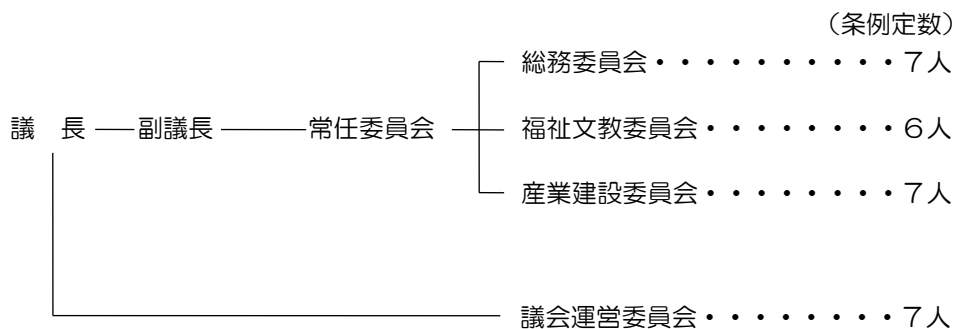 （条例定数）
総務委員会・・・・・・・・・・７人
議　長　副議長　常任委員会　福祉文教委員会・・・・・・・・６人
産業建設委員会・・・・・・・・７人
議会運営委員会・・・・・・・・７人